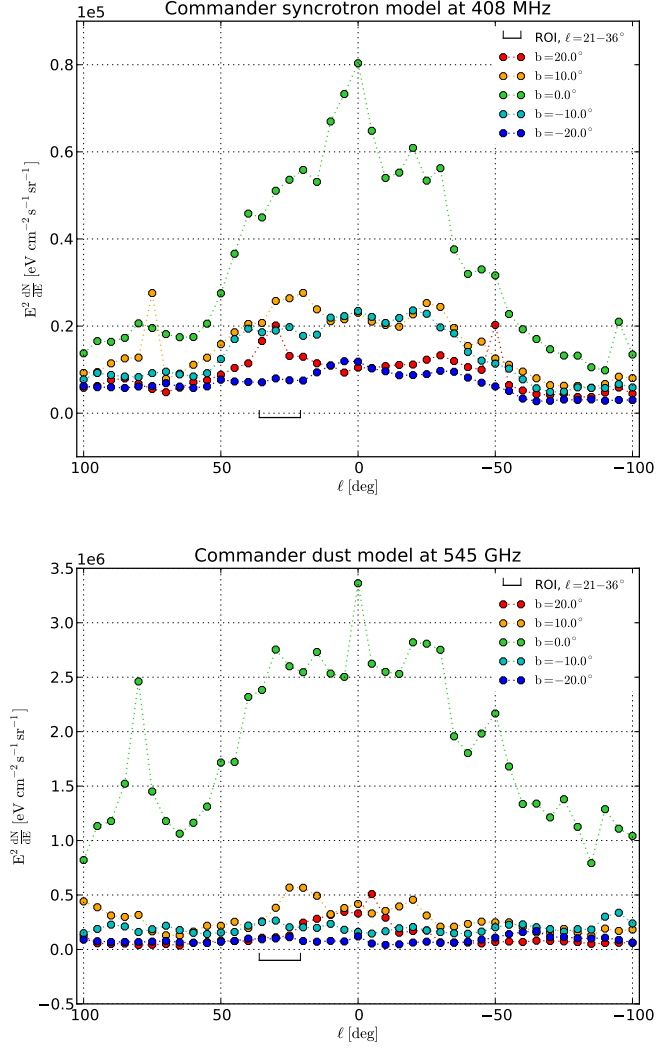 Commander syncrotron model at 408 MHz
1e5
ROI, ℓ=21−36°
b=20.0°
b=10.0°
b=0.0°
b=−10.0°
b=−20.0°
0.8
0.6
0.4
0.2
0.0
E² dN/dE [eV cm⁻² s⁻¹ sr⁻¹]
100 50 0 −50 −100
ℓ [deg]
Commander dust model at 545 GHz
1e6
ROI, ℓ=21−36°
b=20.0°
b=10.0°
b=0.0°
b=−10.0°
b=−20.0°
3.5
3.0
2.5
2.0
1.5
1.0
0.5
0.0
−0.5
E² dN/dE [eV cm⁻² s⁻¹ sr⁻¹]
100 50 0 −50 −100
ℓ [deg]